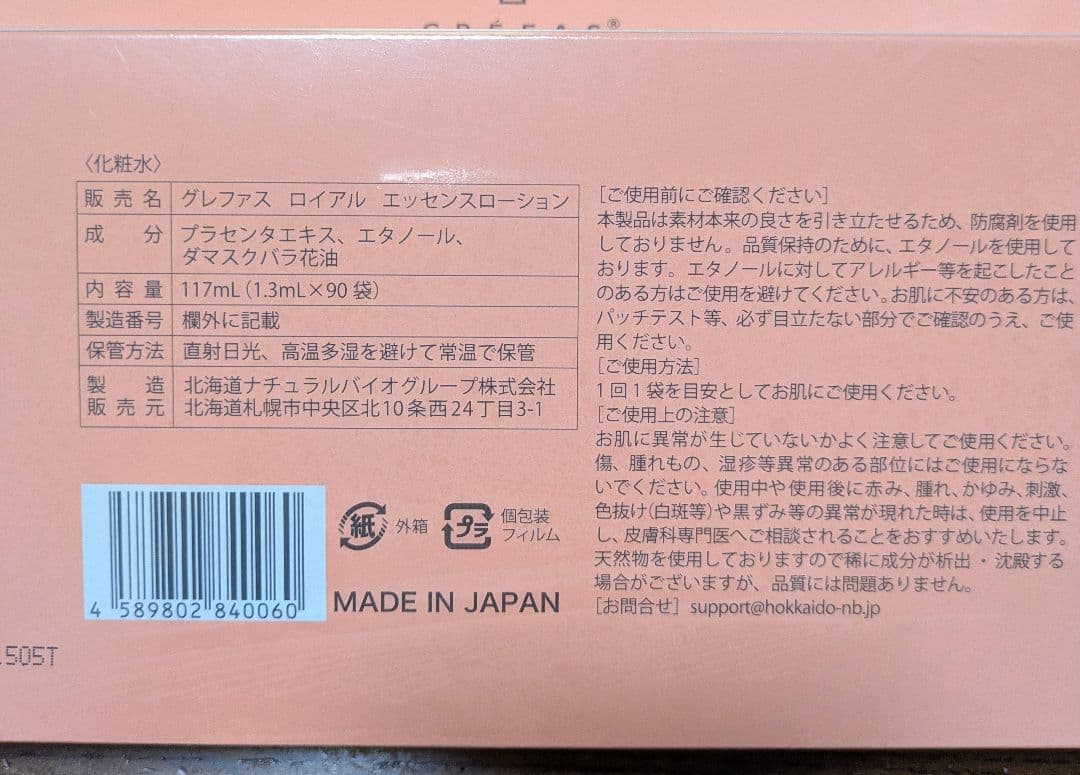 GRÉFAS®
〈化粧水〉
販売名 グレファス ロイアル エッセンスローション
成分 プラセンタエキス、エタノール、
ダマスクバラ花油
内容量 117mL(1.3mL×90袋)
製造番号 欄外に記載
保管方法 直射日光、高温多湿を避けて常温で保管
製造 北海道ナチュラルバイオグループ株式会社
販売元 北海道札幌市中央区北10条西24丁目3-1
外箱
個包装
フィルム
紙
プラ
4 589802 840060
MADE IN JAPAN
505T
[ご使用前にご確認ください]
本製品は素材本来の良さを引き立たせるため、防腐剤を使用
しておりません。品質保持のために、エタノールを使用して
おります。エタノールに対してアレルギー等を起こしたこと
のある方はご使用を避けてください。お肌に不安のある方は、
パッチテスト等、必ず目立たない部分でご確認のうえ、ご使
用ください。
[ご使用方法]
1回1袋を目安としてお肌にご使用ください。
[ご使用上の注意]
お肌に異常が生じていないかよく注意してご使用ください。
傷、腫れもの、湿疹等異常のある部位にはご使用にならな
いでください。使用中や使用後に赤み、腫れ、かゆみ、刺激、
色抜け(白斑等)や黒ずみ等の異常が現れた時は、使用を中止
し、皮膚科専門医へご相談されることをおすすめいたします。
天然物を使用しておりますので稀に成分が析出・沈殿する
場合がございますが、品質には問題ありません。
[お問合せ] support@hokkaido-nb.jp